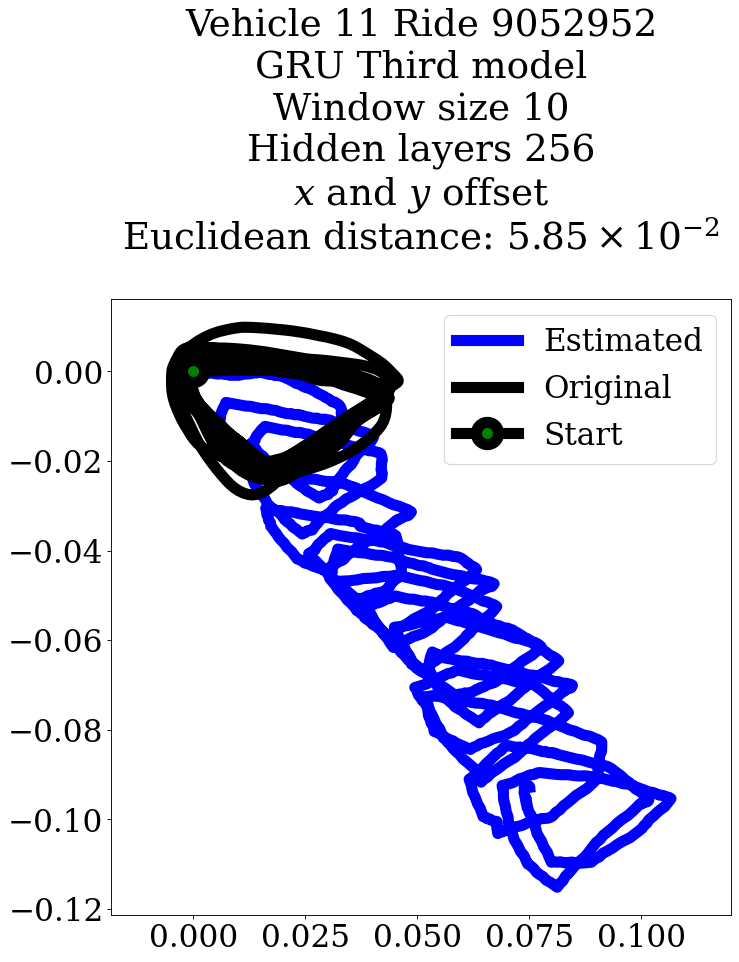 Vehicle 11 Ride 9052952
GRU Third model
Window size 10
Hidden layers 256
x and y offset
Euclidean distance: 5.85 × 10⁻²
Estimated
Original
Start
0.00
−0.02
−0.04
−0.06
−0.08
−0.10
−0.12
0.000 0.025 0.050 0.075 0.100